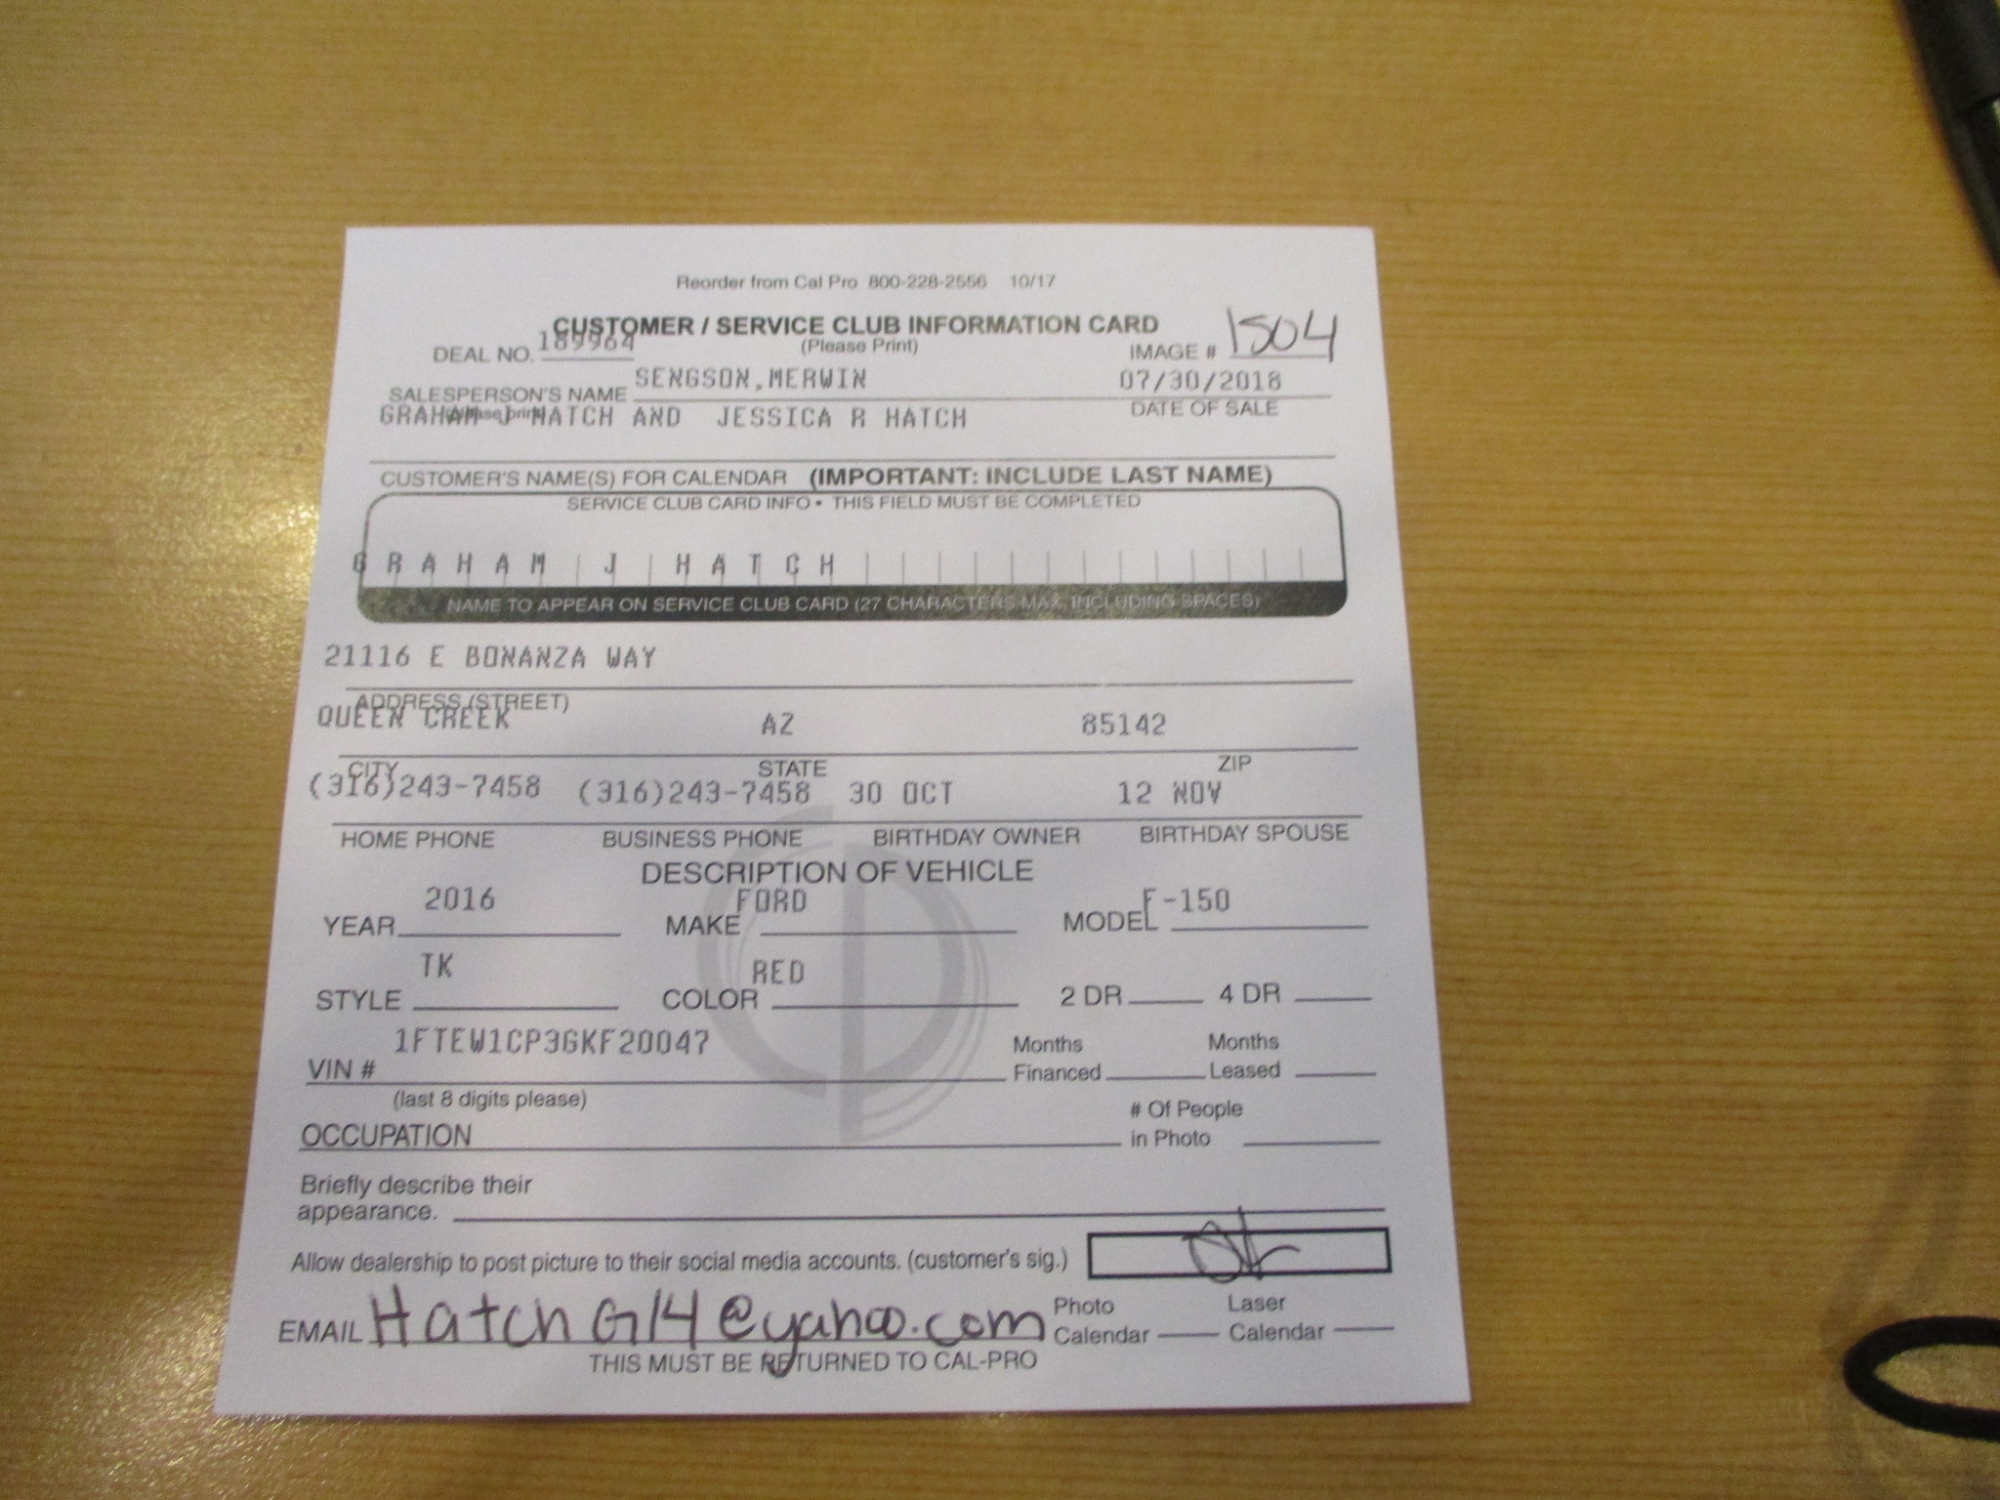 Reorder from Cal Pro 800-228-2556 10/17
CUSTOMER / SERVICE CLUB INFORMATION CARD
(Please Print)
DEAL NO. 189964
IMAGE # 1504
SALESPERSON'S NAME SENGSON,MERWIN 07/30/2018
(please print) DATE OF SALE
GRAHAM J HATCH AND JESSICA R HATCH
CUSTOMER'S NAME(S) FOR CALENDAR (IMPORTANT: INCLUDE LAST NAME)
SERVICE CLUB CARD INFO • THIS FIELD MUST BE COMPLETED
GRAHAM J HATCH
NAME TO APPEAR ON SERVICE CLUB CARD (27 CHARACTERS MAX, INCLUDING SPACES)
21116 E BONANZA WAY
ADDRESS (STREET)
QUEEN CREEK AZ 85142
CITY STATE ZIP
(316)243-7458 (316)243-7458 30 OCT 12 NOV
HOME PHONE BUSINESS PHONE BIRTHDAY OWNER BIRTHDAY SPOUSE
DESCRIPTION OF VEHICLE
YEAR 2016 MAKE FORD MODEL F-150
STYLE TK COLOR RED 2 DR 4 DR
VIN # 1FTEW1CP3GKF20047 Months Financed Months Leased
(last 8 digits please)
OCCUPATION # Of People in Photo
Briefly describe their
appearance.
Allow dealership to post picture to their social media accounts. (customer's sig.)
EMAIL HatchG14@yahoo.com Photo Calendar Laser Calendar
THIS MUST BE RETURNED TO CAL-PRO